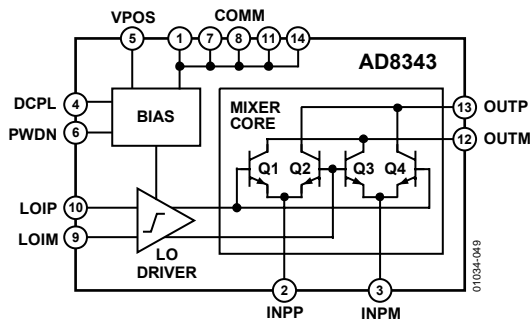 VPOS
COMM
5
1
7
8
11
14
AD8343
DCPL
4
PWDN
6
BIAS
MIXER
CORE
13
OUTP
12
OUTM
Q1
Q2
Q3
Q4
LOIP
10
LOIM
9
LO
DRIVER
2
3
INPP
INPM
01034-049